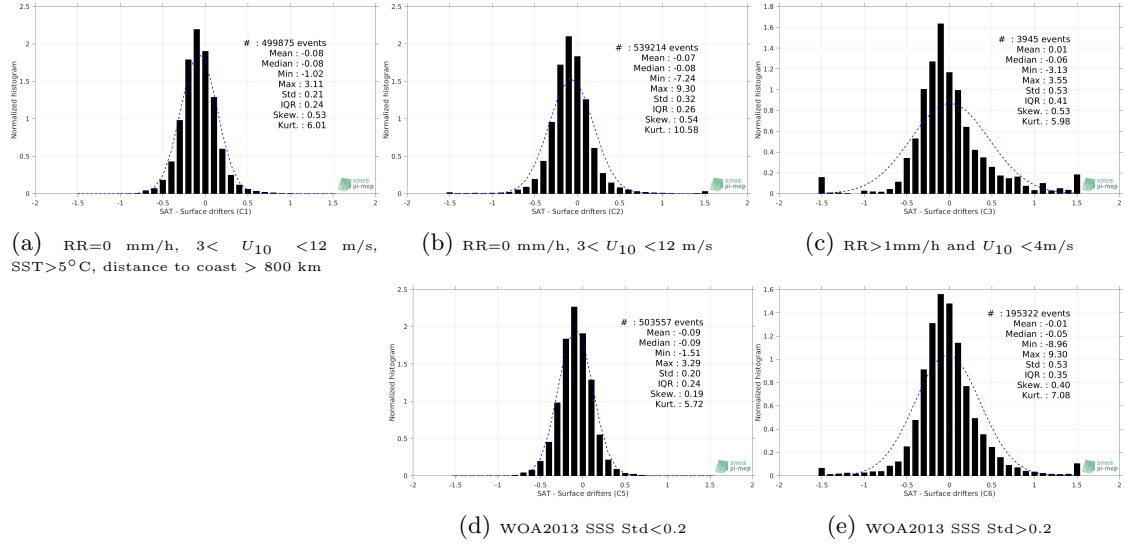 2.5
2
1.5
1
0.5
0
-2 -1.5 -1 -0.5 0 0.5 1 1.5 2
Normalized histogram
SAT - Surface drifters (C1)
# : 499875 events
Mean : -0.08
Median : -0.08
Min : -1.02
Max : 3.11
Std : 0.21
IQR : 0.24
Skew. : 0.53
Kurt. : 6.01
smos
pi-mep
(a) RR=0 mm/h, 3< U10 <12 m/s,
SST>5°C, distance to coast > 800 km
2.5
2
1.5
1
0.5
0
-2 -1.5 -1 -0.5 0 0.5 1 1.5 2
Normalized histogram
SAT - Surface drifters (C2)
# : 539214 events
Mean : -0.07
Median : -0.08
Min : -7.24
Max : 9.30
Std : 0.32
IQR : 0.26
Skew. : 0.54
Kurt. : 10.58
smos
pi-mep
(b) RR=0 mm/h, 3< U10 <12 m/s
1.8
1.6
1.4
1.2
1
0.8
0.6
0.4
0.2
0
-2 -1.5 -1 -0.5 0 0.5 1 1.5 2
Normalized histogram
SAT - Surface drifters (C3)
# : 3945 events
Mean : 0.01
Median : -0.06
Min : -3.13
Max : 3.55
Std : 0.53
IQR : 0.41
Skew. : 0.53
Kurt. : 5.98
smos
pi-mep
(c) RR>1mm/h and U10 <4m/s
2.5
2
1.5
1
0.5
0
-2 -1.5 -1 -0.5 0 0.5 1 1.5 2
Normalized histogram
SAT - Surface drifters (C5)
# : 503557 events
Mean : -0.09
Median : -0.09
Min : -1.51
Max : 3.29
Std : 0.20
IQR : 0.24
Skew. : 0.19
Kurt. : 5.72
smos
pi-mep
(d) WOA2013 SSS Std<0.2
1.6
1.4
1.2
1
0.8
0.6
0.4
0.2
0
-2 -1.5 -1 -0.5 0 0.5 1 1.5 2
Normalized histogram
SAT - Surface drifters (C6)
# : 195322 events
Mean : -0.01
Median : -0.05
Min : -8.96
Max : 9.30
Std : 0.53
IQR : 0.35
Skew. : 0.40
Kurt. : 7.08
smos
pi-mep
(e) WOA2013 SSS Std>0.2